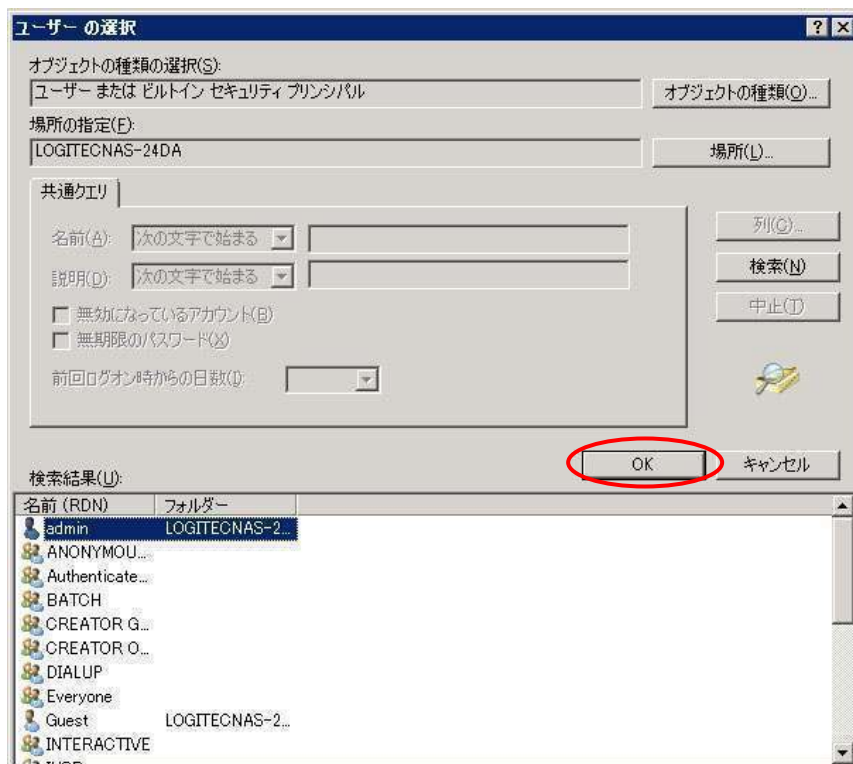 ユーザー の選択
オブジェクトの種類の選択(S):
ユーザー または ビルトイン セキュリティ プリンシパル
オブジェクトの種類(O)...
場所の指定(F):
LOGITECNAS-24DA
場所(L)...
共通クエリ
名前(A):
次の文字で始まる
列(C)...
説明(D):
次の文字で始まる
検索(N)
無効になっているアカウント(B)
中止(T)
無期限のパスワード(X)
前回ログオン時からの日数(I):
OK
キャンセル
検索結果(U):
名前 (RDN) フォルダー
admin LOGITECNAS-2...
ANONYMOU...
Authenticate...
BATCH
CREATOR G...
CREATOR O...
DIALUP
Everyone
Guest LOGITECNAS-2...
INTERACTIVE